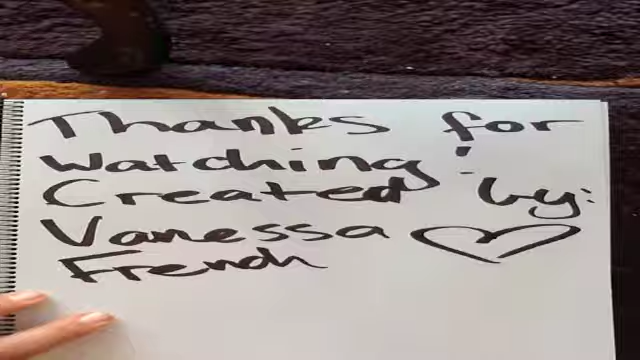 Thanks for
watching!
Created by:
Vanessa ♡
French